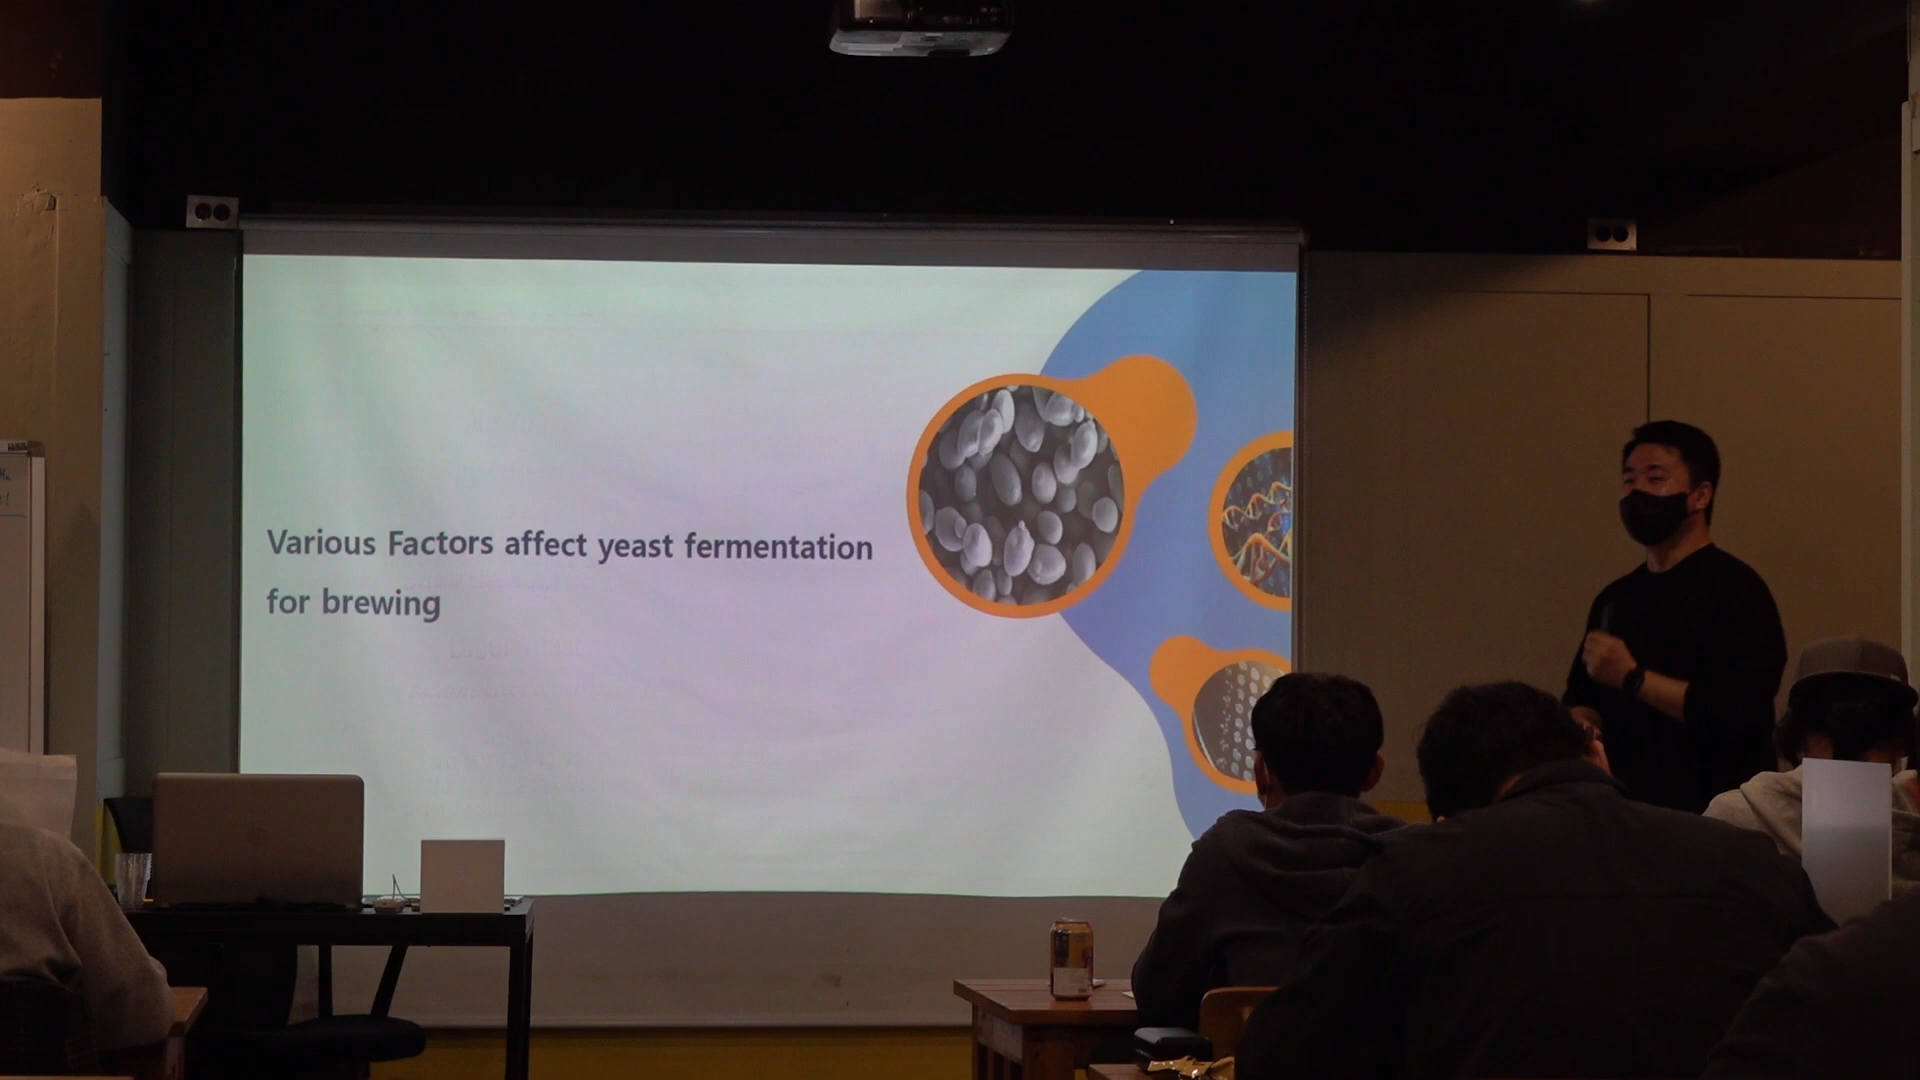 Various Factors affect yeast fermentation
for brewing